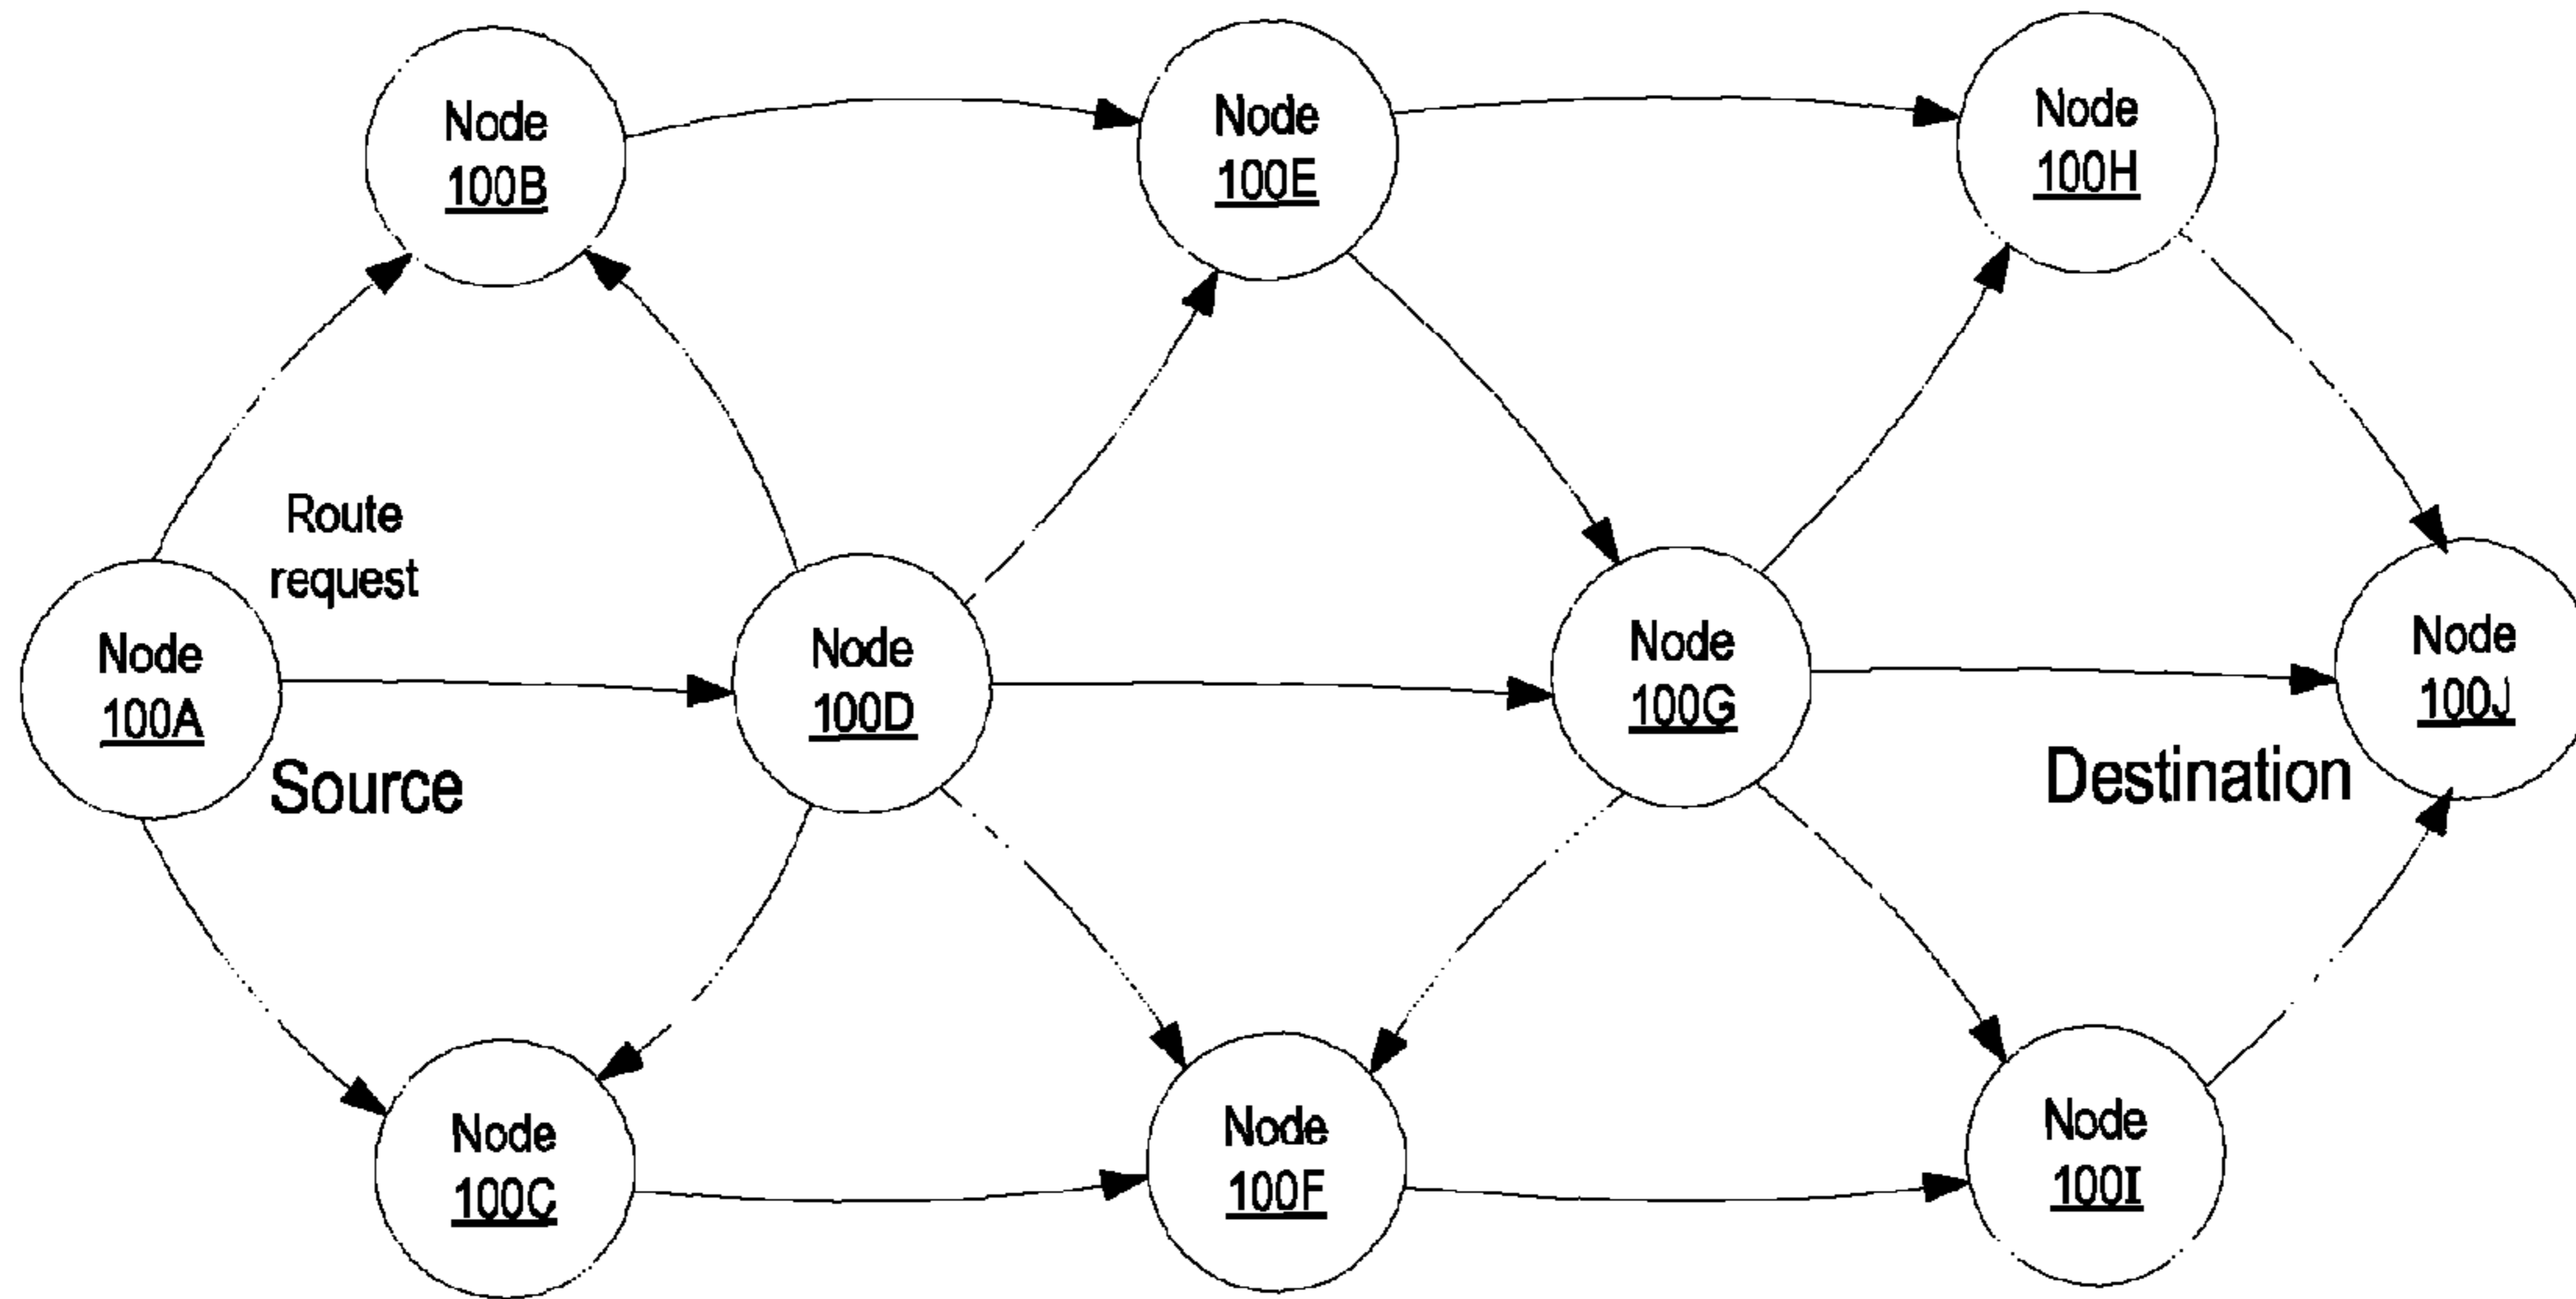 Node
100B
Node
100E
Node
100H
Route
request
Node
100A
Source
Node
100D
Node
100G
Node
100J
Destination
Node
100C
Node
100F
Node
100I